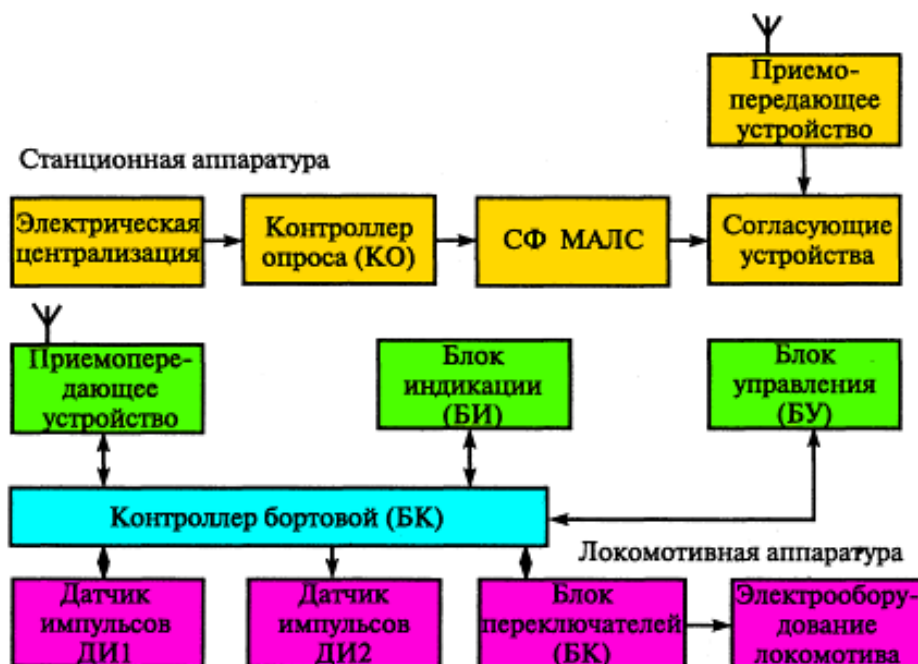 Приемо-
передающее
устройство
Станционная аппаратура
Электрическая
централизация
Контроллер
опроса (КО)
СФ МАЛС
Согласующие
устройства
Приемопере-
дающее
устройство
Блок
индикации
(БИ)
Блок
управления
(БУ)
Контроллер бортовой (БК)
Локомотивная аппаратура
Датчик
импульсов
ДИ1
Датчик
импульсов
ДИ2
Блок
переключателей (БК)
Электрообору-
дование
локомотива